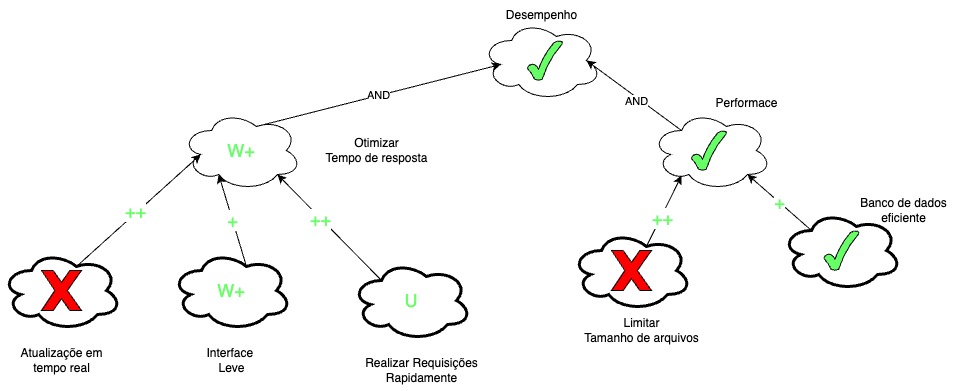 Desempenho
AND
AND
Performace
Otimizar
Tempo de resposta
W+
++
+
++
++
+
Banco de dados
eficiente
X
W+
U
X
Atualizaçõe em
tempo real
Interface
Leve
Realizar Requisições
Rapidamente
Limitar
Tamanho de arquivos